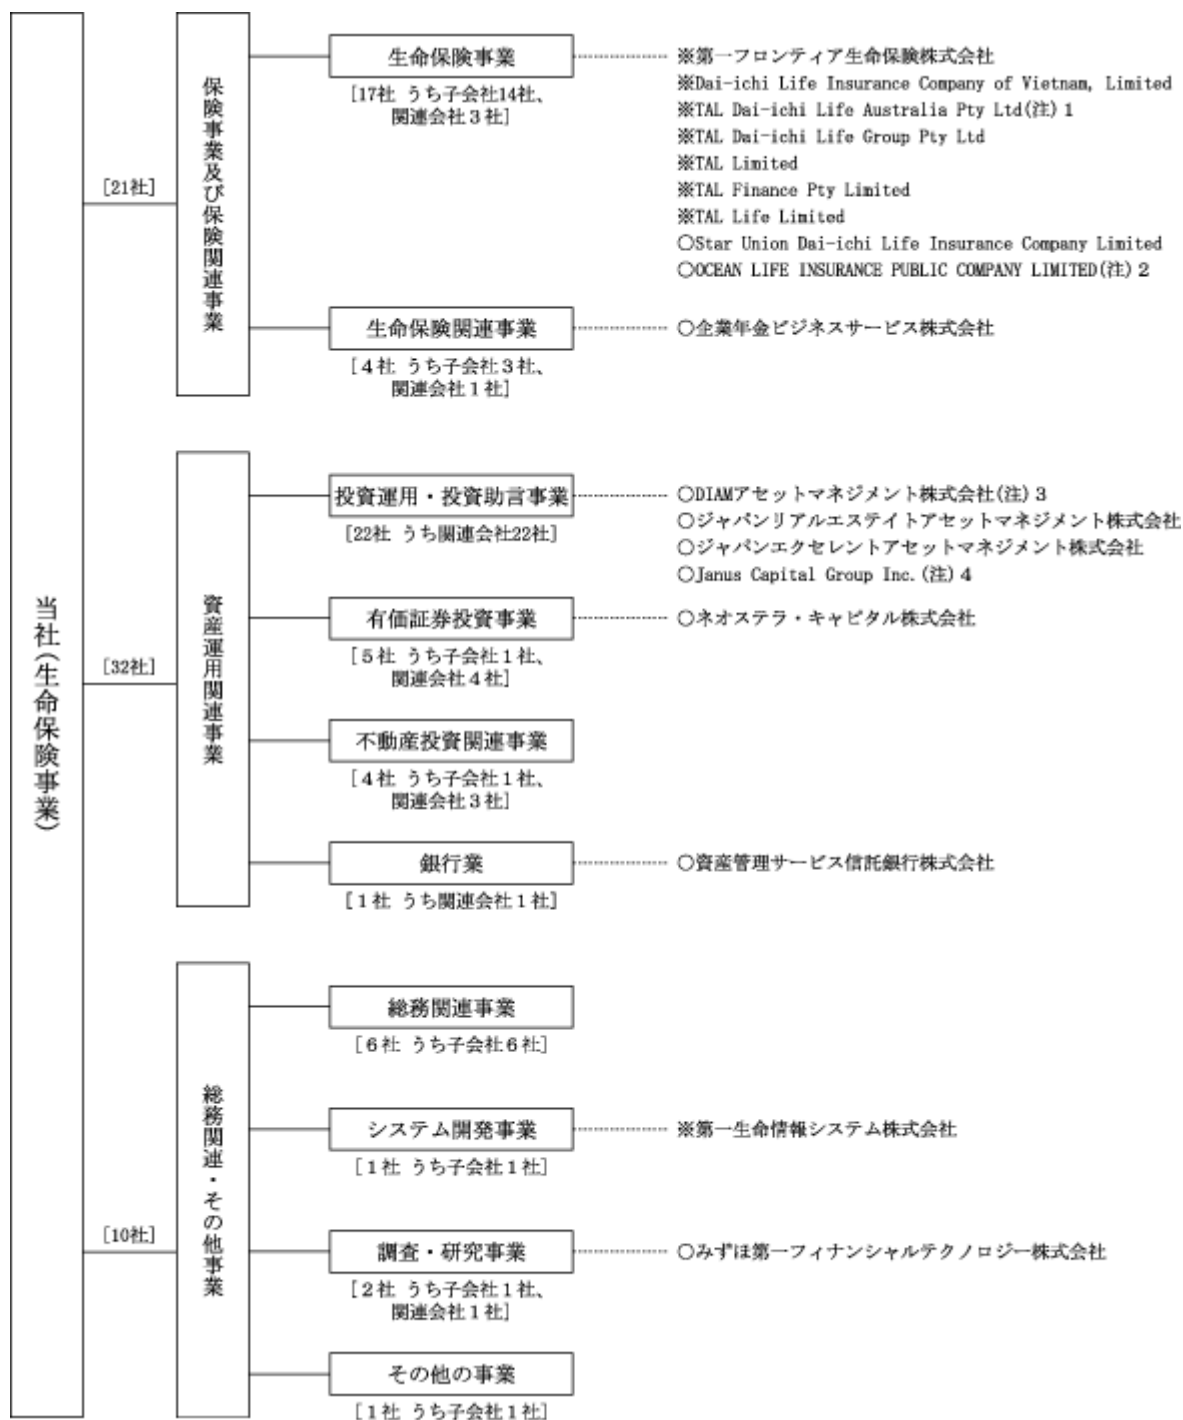 当社(生命保険事業)
[21社]
保険事業及び保険関連事業
生命保険事業
[17社 うち子会社14社、
関連会社3社]
※第一フロンティア生命保険株式会社
※Dai-ichi Life Insurance Company of Vietnam, Limited
※TAL Dai-ichi Life Australia Pty Ltd(注)1
※TAL Dai-ichi Life Group Pty Ltd
※TAL Limited
※TAL Finance Pty Limited
※TAL Life Limited
○Star Union Dai-ichi Life Insurance Company Limited
○OCEAN LIFE INSURANCE PUBLIC COMPANY LIMITED(注)2
生命保険関連事業
[4社 うち子会社3社、
関連会社1社]
○企業年金ビジネスサービス株式会社
[32社]
資産運用関連事業
投資運用・投資助言事業
[22社 うち関連会社22社]
○DIAMアセットマネジメント株式会社(注)3
○ジャパンリアルエステイトアセットマネジメント株式会社
○ジャパンエクセレントアセットマネジメント株式会社
○Janus Capital Group Inc.(注)4
有価証券投資事業
[5社 うち子会社1社、
関連会社4社]
○ネオステラ・キャピタル株式会社
不動産投資関連事業
[4社 うち子会社1社、
関連会社3社]
銀行業
[1社 うち関連会社1社]
○資産管理サービス信託銀行株式会社
[10社]
総務関連・その他事業
総務関連事業
[6社 うち子会社6社]
システム開発事業
[1社 うち子会社1社]
※第一生命情報システム株式会社
調査・研究事業
[2社 うち子会社1社、
関連会社1社]
○みずほ第一フィナンシャルテクノロジー株式会社
その他の事業
[1社 うち子会社1社]